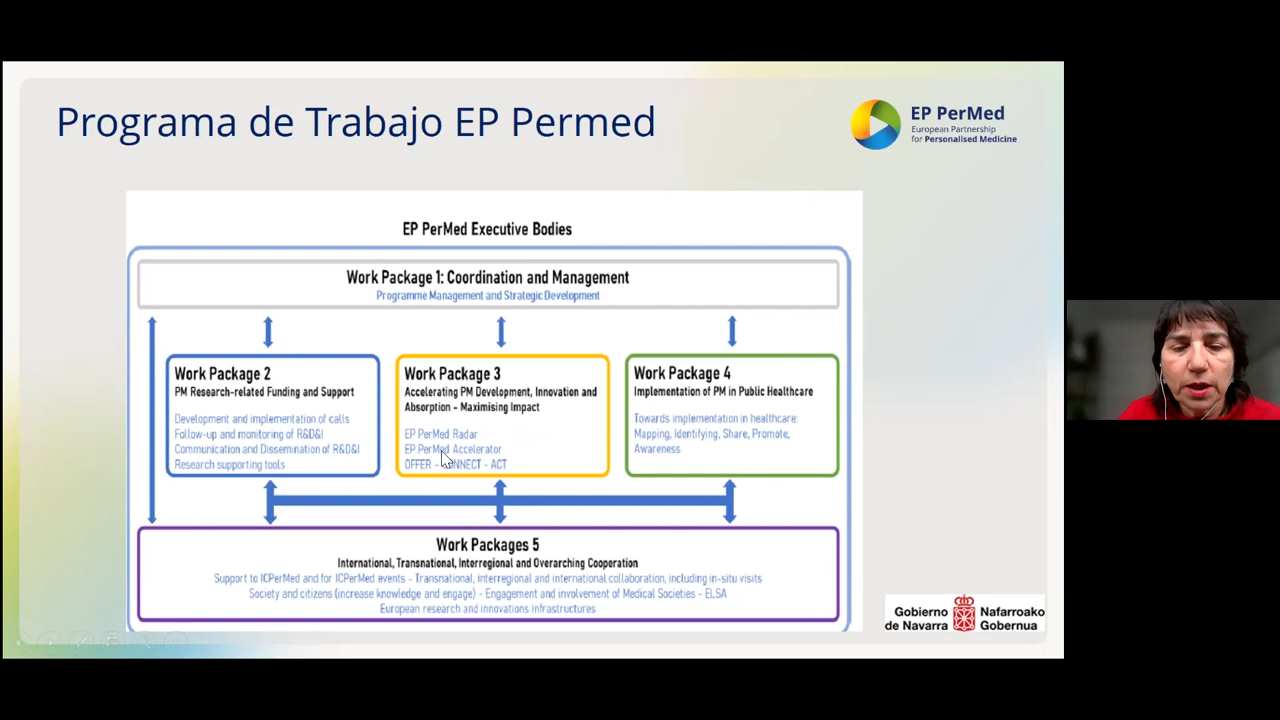 Programa de Trabajo EP Permed
EP PerMed
European Partnership
for Personalised Medicine
EP PerMed Executive Bodies
Work Package 1: Coordination and Management
Programme Management and Strategic Development
Work Package 2
PM Research-related Funding and Support
Development and implementation of calls
Follow-up and monitoring of R&D&I
Communication and Dissemination of R&D&I
Research supporting tools
Work Package 3
Accelerating PM Development, Innovation and
Absorption - Maximising Impact
EP PerMed Radar
EP PerMed Accelerator
OFFER - CONNECT - ACT
Work Package 4
Implementation of PM in Public Healthcare
Towards implementation in healthcare:
Mapping, Identifying, Share, Promote,
Awareness
Work Packages 5
International, Transnational, Interregional and Overarching Cooperation
Support to ICPerMed and for ICPerMed events - Transnational, interregional and international collaboration, including in-situ visits
Society and citizens (increase knowledge and engage) - Engagement and involvement of Medical Societies - ELSA
European research and innovations infrastructures
Gobierno
de Navarra
Nafarroako
Gobernua